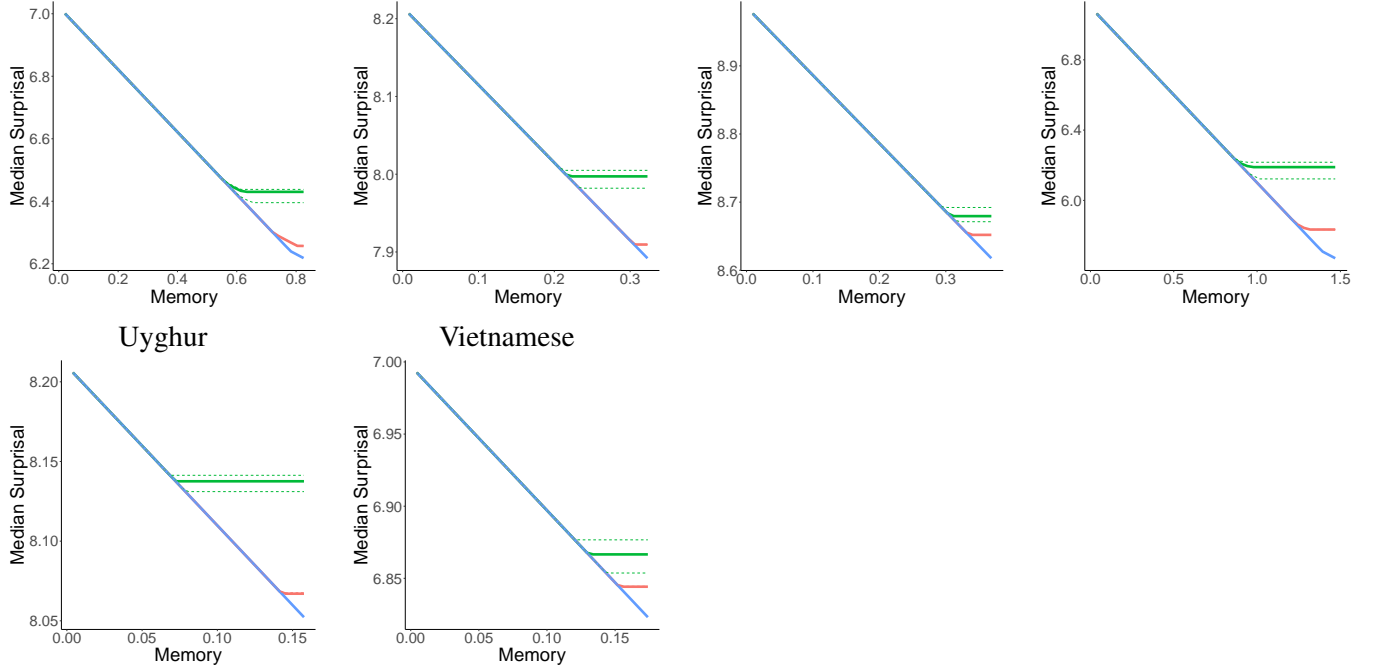 7.0
6.8
6.6
6.4
6.2
Median Surprisal
0.0 0.2 0.4 0.6 0.8
Memory
8.2
8.1
8.0
7.9
Median Surprisal
0.0 0.1 0.2 0.3
Memory
8.9
8.8
8.7
8.6
Median Surprisal
0.0 0.1 0.2 0.3
Memory
6.8
6.4
6.0
Median Surprisal
0.0 0.5 1.0 1.5
Memory
Uyghur
8.20
8.15
8.10
8.05
Median Surprisal
0.00 0.05 0.10 0.15
Memory
Vietnamese
7.00
6.95
6.90
6.85
Median Surprisal
0.00 0.05 0.10 0.15
Memory